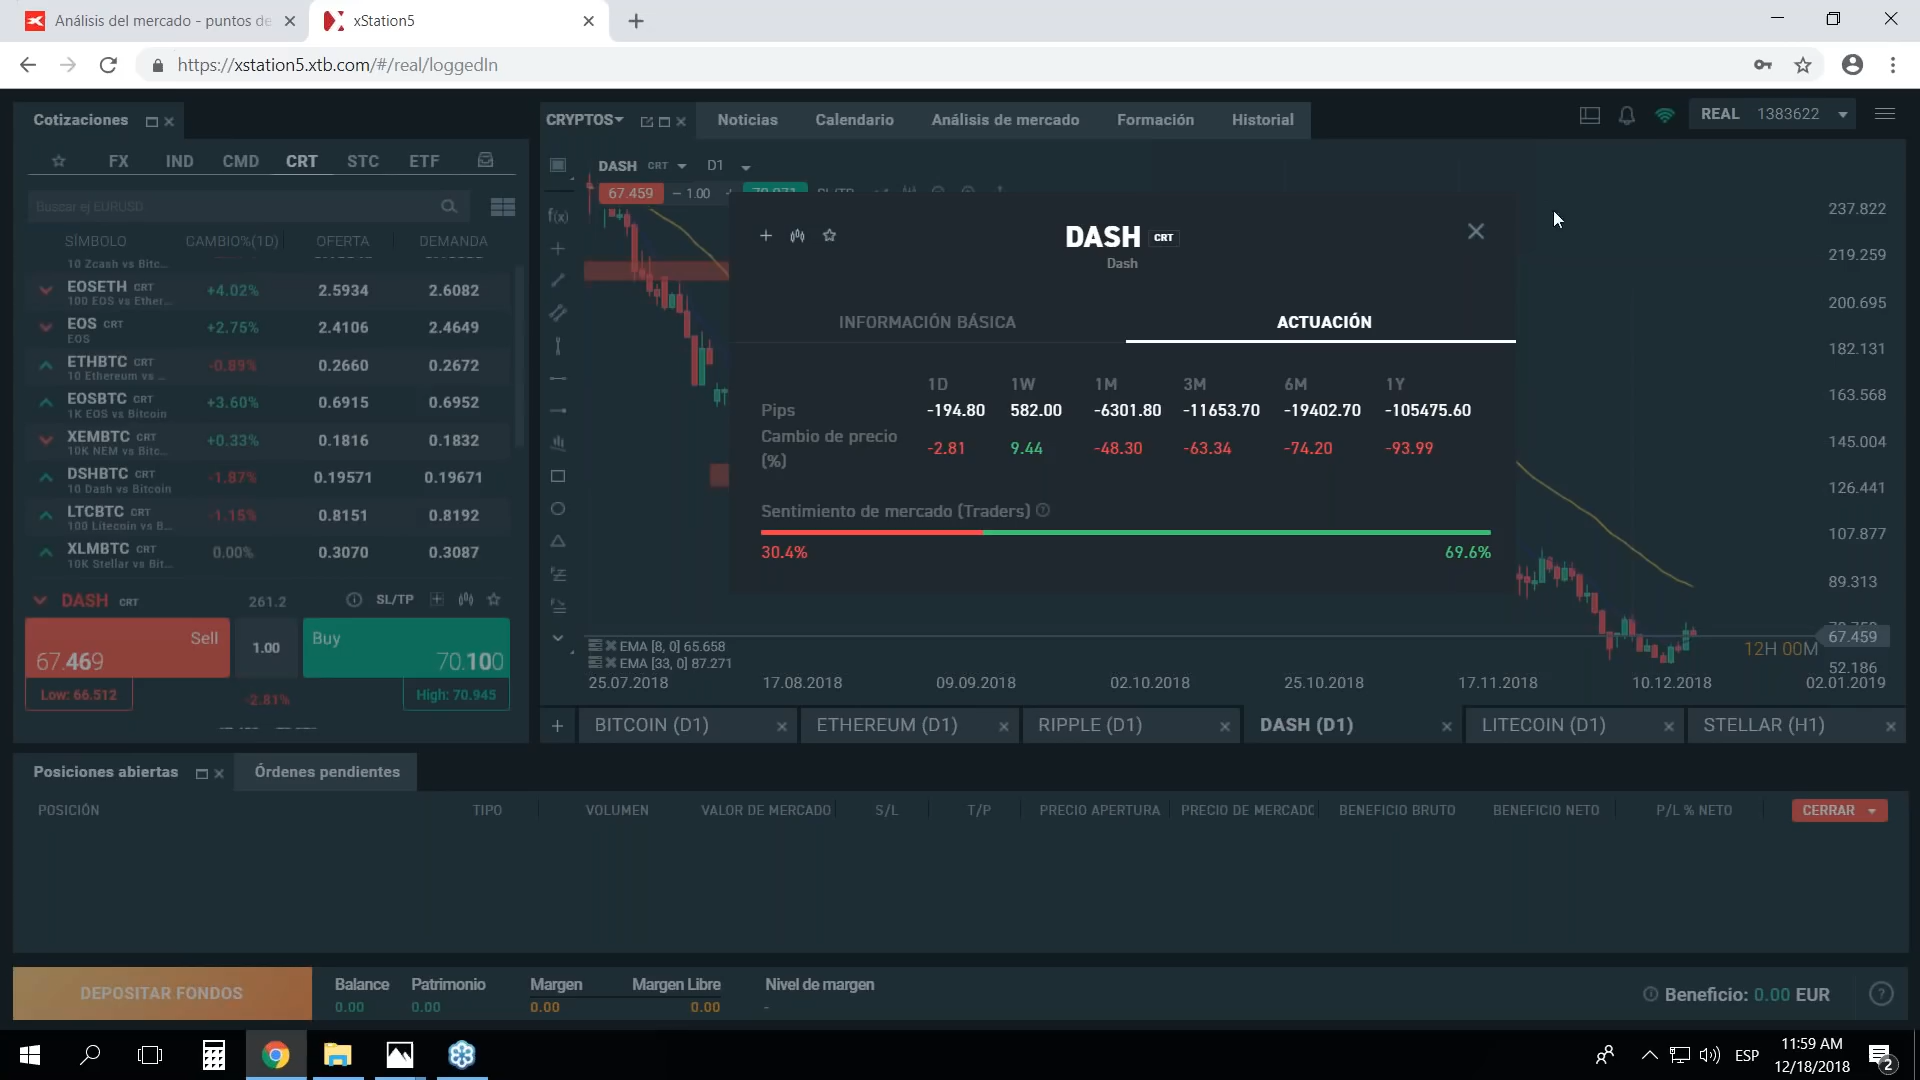 Análisis del mercado - puntos de
xStation5
https://xstation5.xtb.com/#/real/loggedIn
Cotizaciones
CRYPTOS
Noticias
Calendario
Análisis de mercado
Formación
Historial
REAL 1383622
FX IND CMD CRT STC ETF
DASH CRT D1
67.459 – 1.00 +
Buscar ej EURUSD
SÍMBOLO CAMBIO%(1D) OFERTA DEMANDA
10 Zcash vs Bitc...
EOSETH CRT +4.02% 2.5934 2.6082
100 EOS vs Ether...
EOS CRT +2.75% 2.4106 2.4649
EOS
ETHBTC CRT -0.89% 0.2660 0.2672
10 Ethereum vs ...
EOSBTC CRT +3.60% 0.6915 0.6952
1K EOS vs Bitcoin
XEMBTC CRT +0.33% 0.1816 0.1832
10K NEM vs Bitc...
DSHBTC CRT -1.87% 0.19571 0.19671
10 Dash vs Bitcoin
LTCBTC CRT -1.15% 0.8151 0.8192
100 Litecoin vs B...
XLMBTC CRT 0.00% 0.3070 0.3087
10K Stellar vs Bit...
DASH CRT 261.2 SL/TP
Sell 67.469
1.00
Buy 70.100
Low: 66.512
-2.81%
High: 70.945
f(x)
DASH CRT
Dash
INFORMACIÓN BÁSICA
ACTUACIÓN
1D 1W 1M 3M 6M 1Y
Pips -194.80 582.00 -6301.80 -11653.70 -19402.70 -105475.60
Cambio de precio
(%) -2.81 9.44 -48.30 -63.34 -74.20 -93.99
Sentimiento de mercado (Traders)
30.4% 69.6%
237.822
219.259
200.695
182.131
163.568
145.004
126.441
107.877
89.313
67.459
52.186
12H 00M
EMA [8, 0] 65.658
EMA [33, 0] 87.271
25.07.2018 17.08.2018 09.09.2018 02.10.2018 25.10.2018 17.11.2018 10.12.2018 02.01.2019
BITCOIN (D1)
ETHEREUM (D1)
RIPPLE (D1)
DASH (D1)
LITECOIN (D1)
STELLAR (H1)
Posiciones abiertas
Órdenes pendientes
POSICIÓN TIPO VOLUMEN VALOR DE MERCADO S/L T/P PRECIO APERTURA PRECIO DE MERCADO BENEFICIO BRUTO BENEFICIO NETO P/L % NETO CERRAR
DEPOSITAR FONDOS
Balance Patrimonio Margen Margen Libre Nivel de margen
0.00 0.00 0.00 0.00 -
Beneficio: 0.00 EUR
ESP
11:59 AM
12/18/2018
2